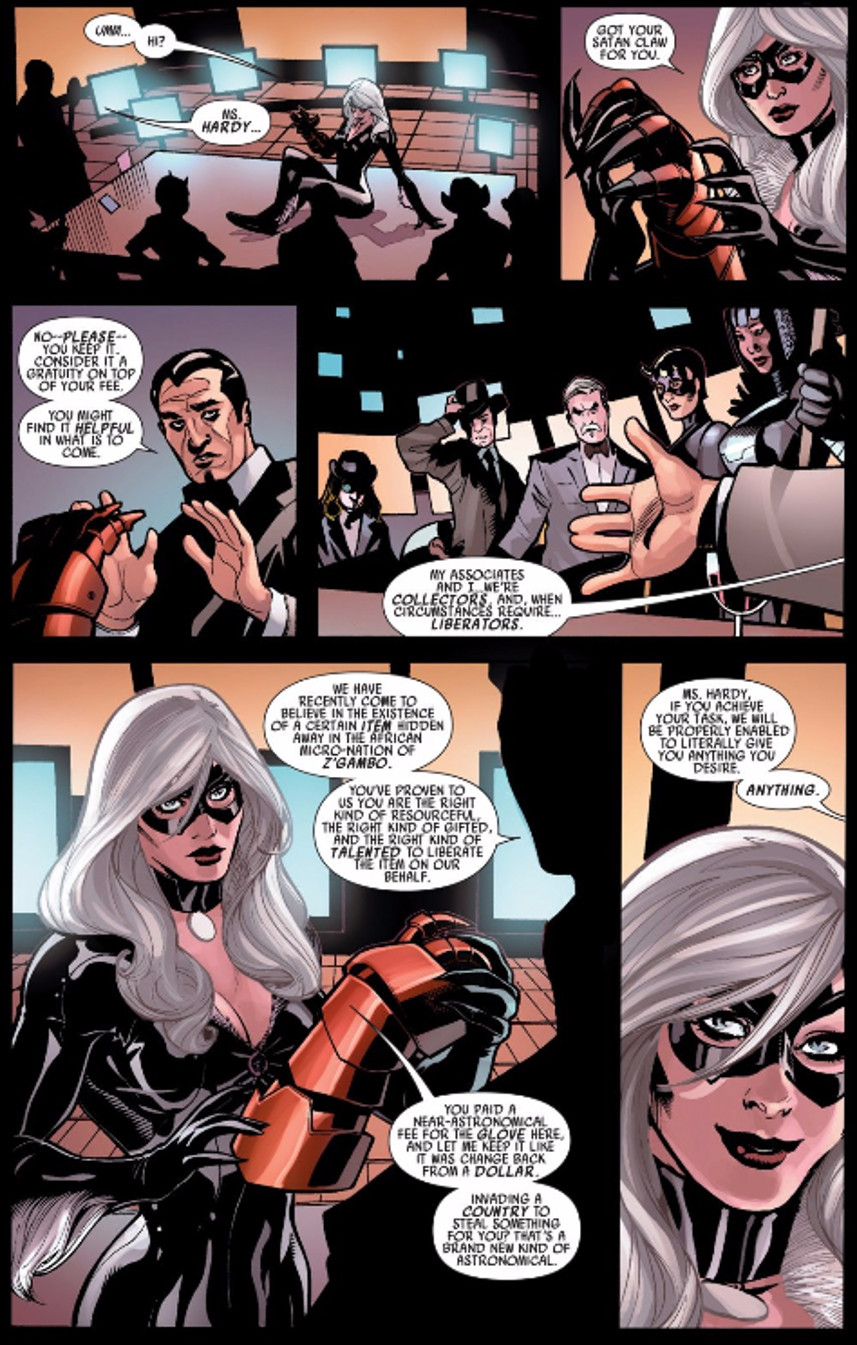 UMM...
HI?
MS.
HARDY...
GOT YOUR
SATAN CLAW
FOR YOU.
NO--PLEASE--
YOU KEEP IT.
CONSIDER IT A
GRATUITY ON TOP
OF YOUR FEE.
YOU MIGHT
FIND IT HELPFUL
IN WHAT IS TO
COME.
MY ASSOCIATES
AND I...WE'RE
COLLECTORS. AND, WHEN
CIRCUMSTANCES REQUIRE...
LIBERATORS.
WE HAVE
RECENTLY COME TO
BELIEVE IN THE EXISTENCE
OF A CERTAIN ITEM HIDDEN
AWAY IN THE AFRICAN
MICRO-NATION OF
Z'GAMBO.
YOU'VE PROVEN TO
US YOU ARE THE RIGHT
KIND OF RESOURCEFUL,
THE RIGHT KIND OF GIFTED,
AND THE RIGHT KIND OF
TALENTED TO LIBERATE
THE ITEM ON OUR
BEHALF.
YOU PAID A
NEAR-ASTRONOMICAL
FEE FOR THE GLOVE HERE,
AND LET ME KEEP IT LIKE
IT WAS CHANGE BACK
FROM A DOLLAR.
INVADING A
COUNTRY TO
STEAL SOMETHING
FOR YOU? THAT'S A
BRAND NEW KIND OF
ASTRONOMICAL.
MS. HARDY,
IF YOU ACHIEVE
YOUR TASK, WE WILL
BE PROPERLY ENABLED
TO LITERALLY GIVE
YOU ANYTHING YOU
DESIRE.
ANYTHING.